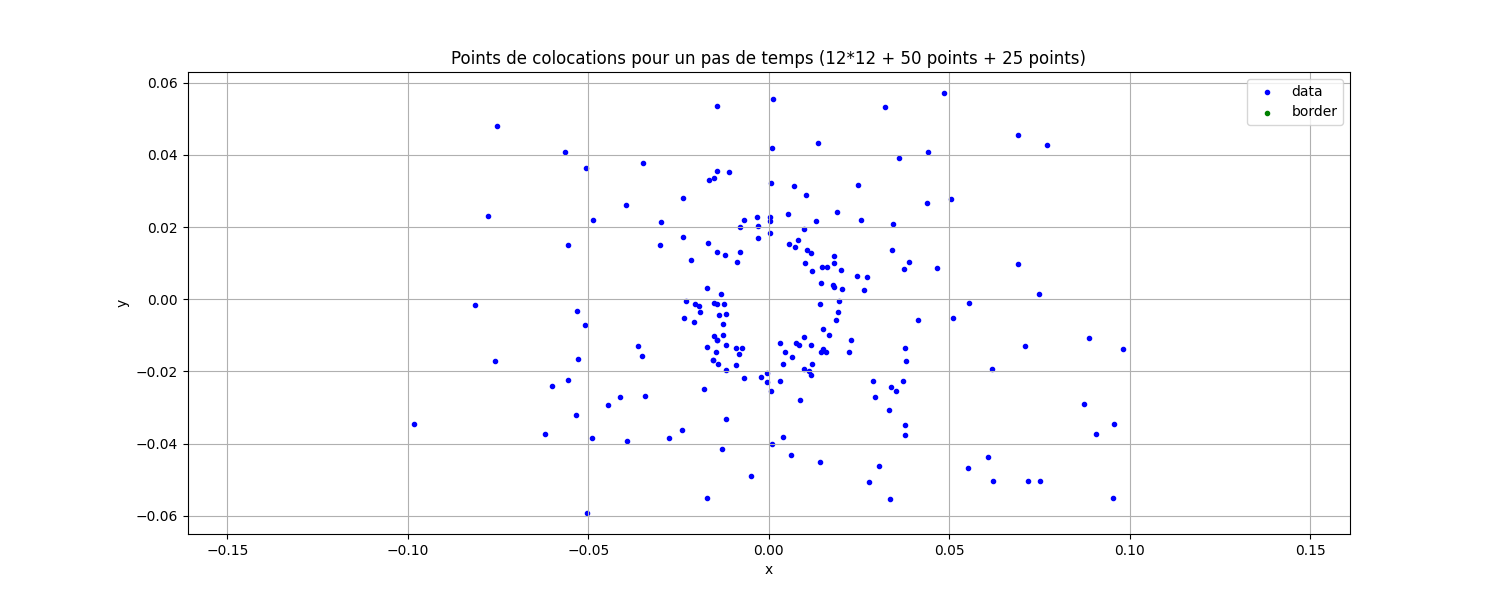 Points de colocations pour un pas de temps (12*12 + 50 points + 25 points)
data
border
0.06
0.04
0.02
0.00
−0.02
−0.04
−0.06
y
−0.15
−0.10
−0.05
0.00
0.05
0.10
0.15
x